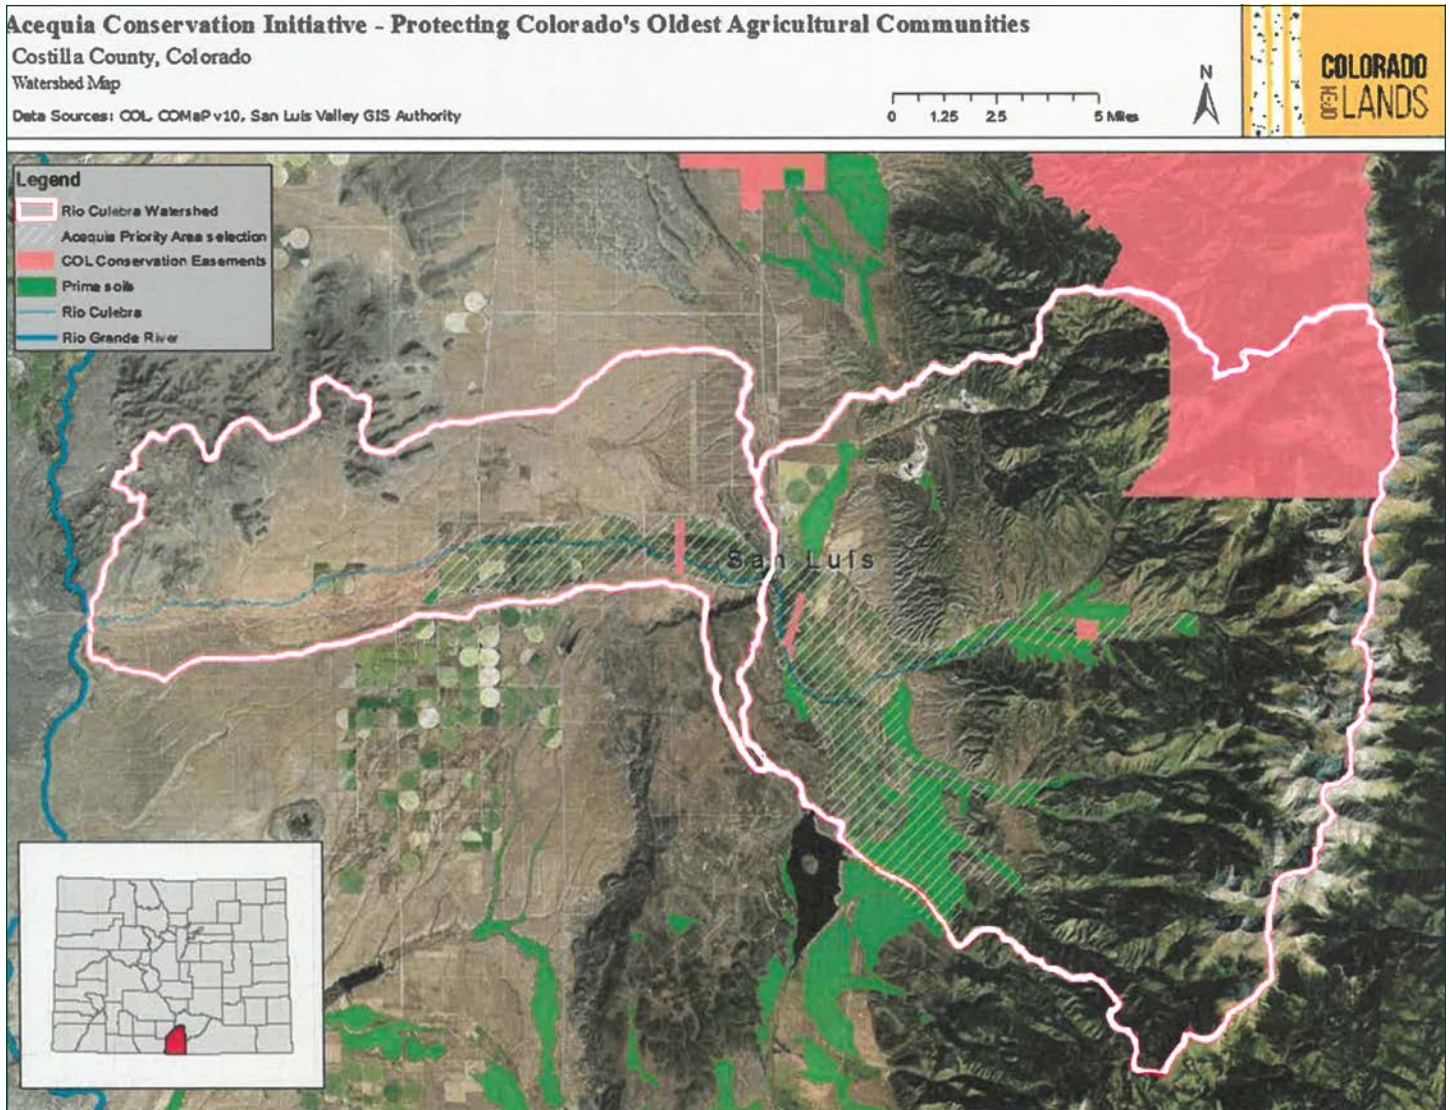 Acequia Conservation Initiative - Protecting Colorado's Oldest Agricultural Communities
Costilla County, Colorado
Watershed Map
Data Sources: COL, COMaP v10, San Luis Valley GIS Authority
0 1.25 2.5 5 Miles
N
COLORADO
OPEN LANDS
Legend
Rio Culebra Watershed
Acequia Priority Area selection
COL Conservation Easements
Prime soils
Rio Culebra
Rio Grande River
San Luis